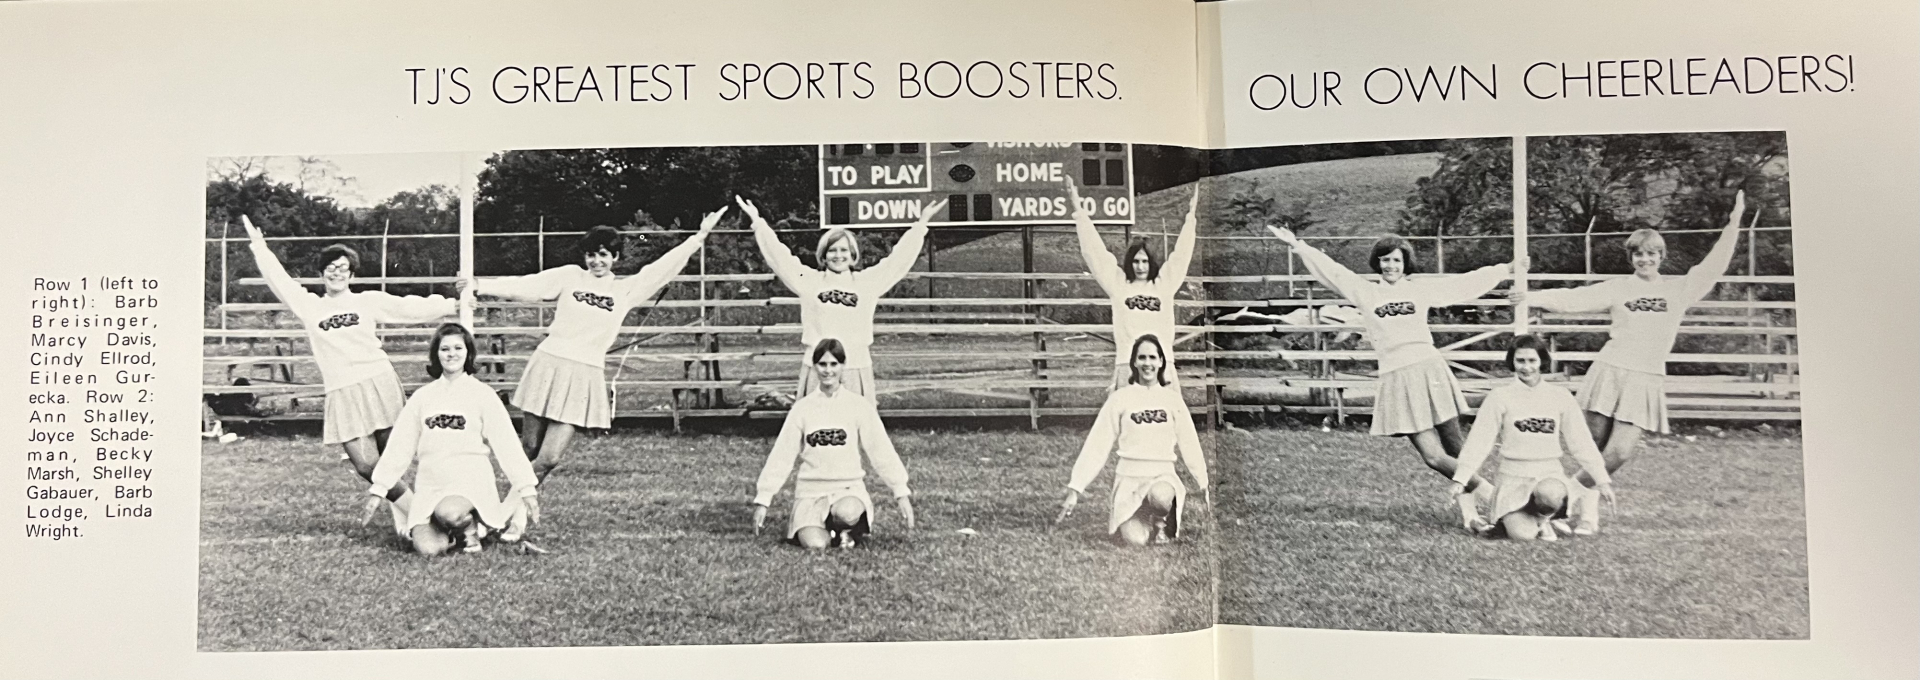 TJ'S GREATEST SPORTS BOOSTERS. OUR OWN CHEERLEADERS!
VISITORS
TO PLAY HOME
DOWN YARDS TO GO
Row 1 (left to
right): Barb
Breisinger,
Marcy Davis,
Cindy Ellrod,
Eileen Gur-
ecka. Row 2:
Ann Shalley,
Joyce Schade-
man, Becky
Marsh, Shelley
Gabauer, Barb
Lodge, Linda
Wright.